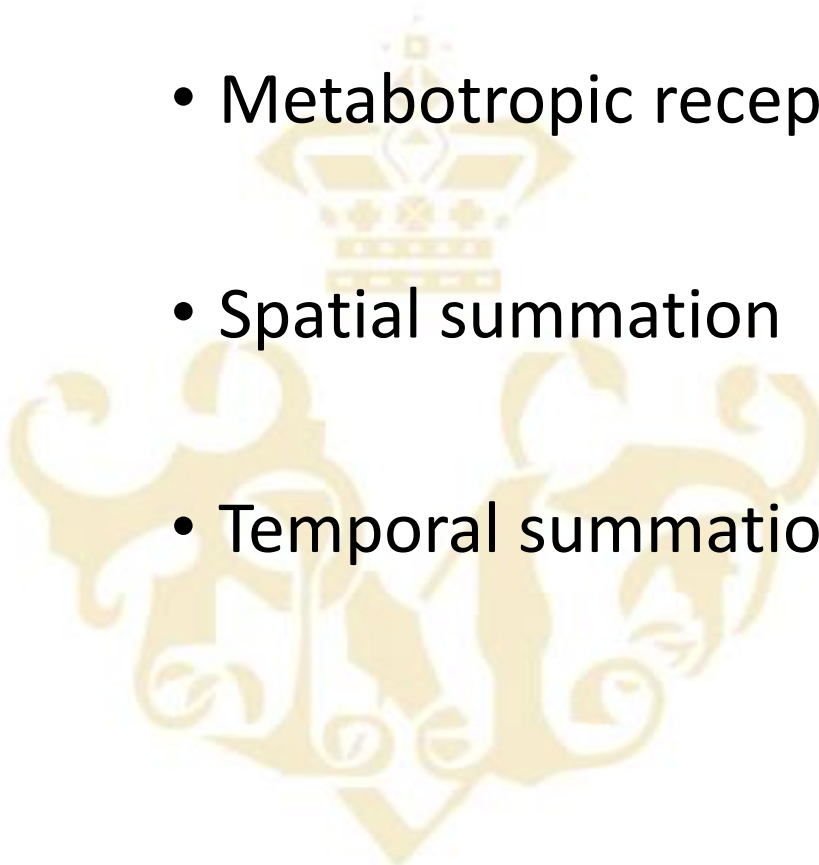 • Metabotropic recep
• Spatial summation
• Temporal summatio